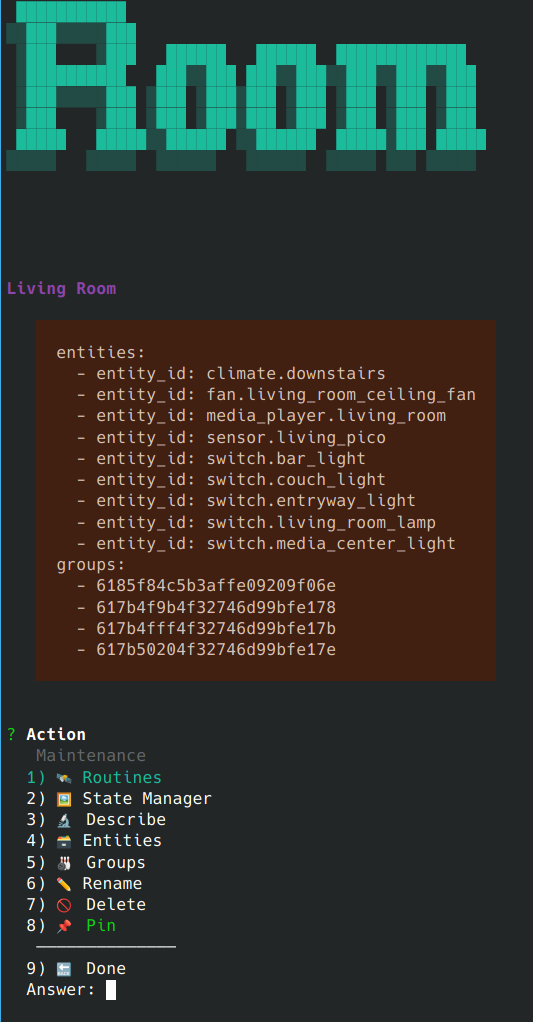 Room
Living Room
entities:
  - entity_id: climate.downstairs
  - entity_id: fan.living_room_ceiling_fan
  - entity_id: media_player.living_room
  - entity_id: sensor.living_pico
  - entity_id: switch.bar_light
  - entity_id: switch.couch_light
  - entity_id: switch.entryway_light
  - entity_id: switch.living_room_lamp
  - entity_id: switch.media_center_light
groups:
  - 6185f84c5b3affe09209f06e
  - 617b4f9b4f32746d99bfe178
  - 617b4fff4f32746d99bfe17b
  - 617b50204f32746d99bfe17e
? Action
Maintenance
1) Routines
2) State Manager
3) Describe
4) Entities
5) Groups
6) Rename
7) Delete
8) Pin
9) Done
Answer: